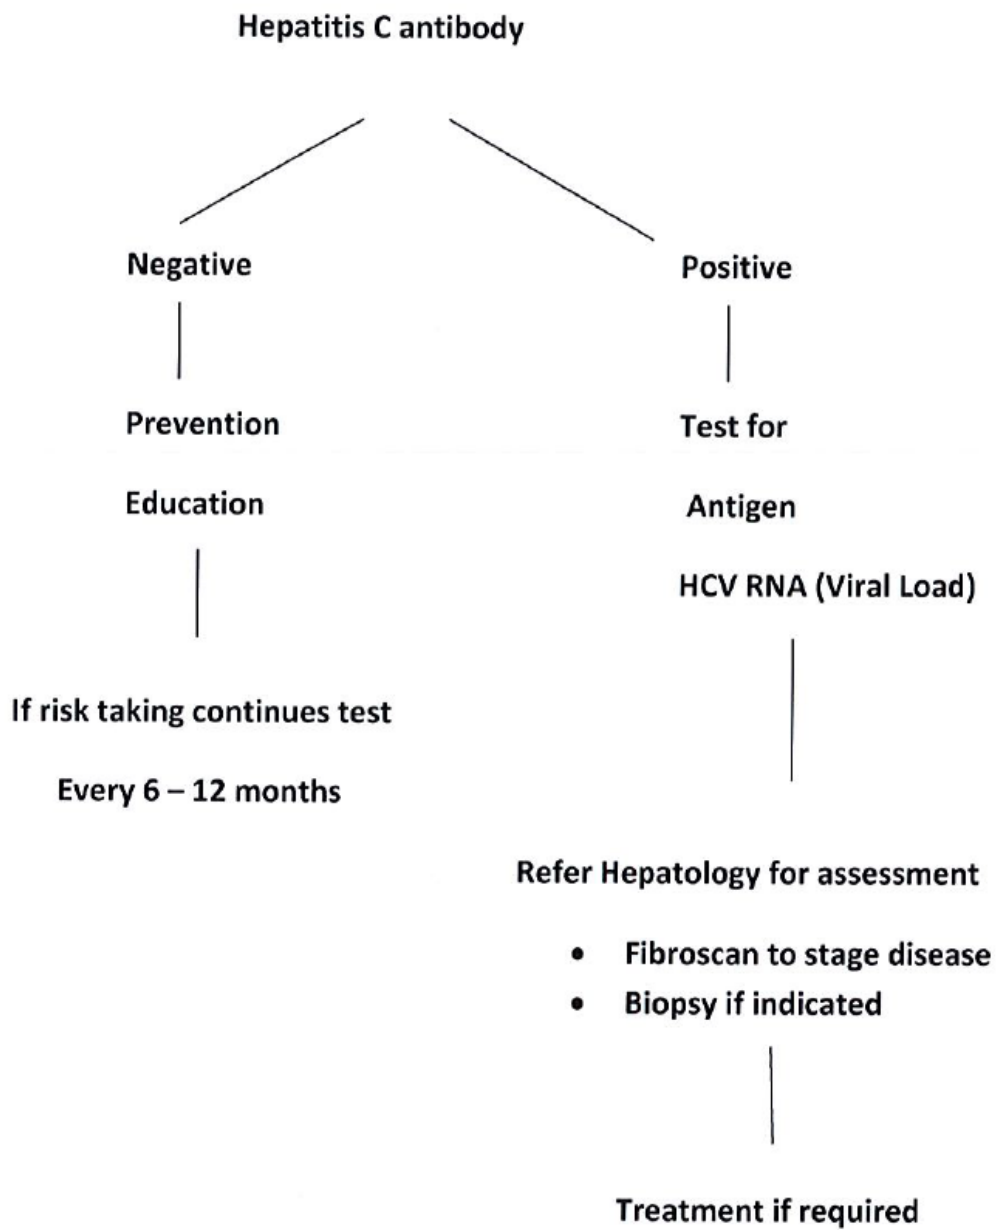 Hepatitis C antibody
Negative
Positive
Prevention
Test for
Education
Antigen
HCV RNA (Viral Load)
If risk taking continues test
Every 6 – 12 months
Refer Hepatology for assessment
• Fibroscan to stage disease
• Biopsy if indicated
Treatment if required